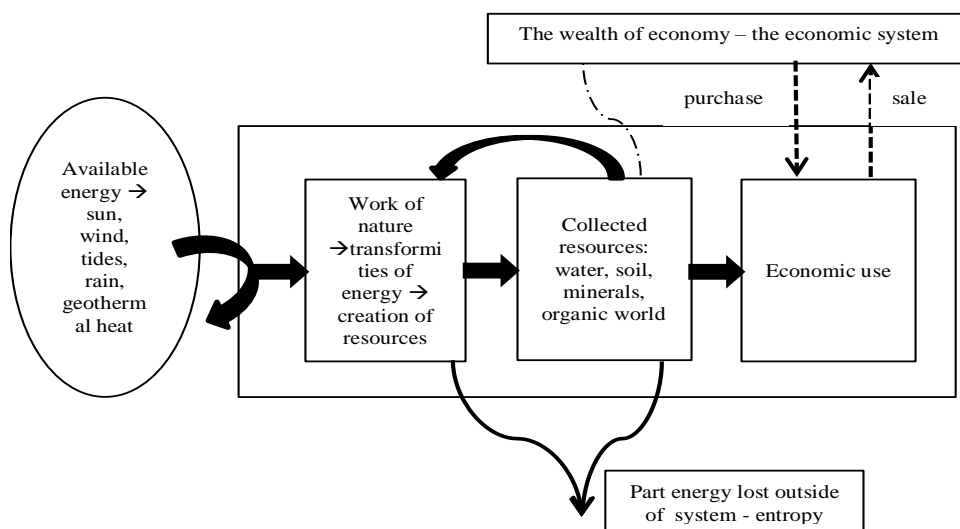 The wealth of economy – the economic system
purchase
sale
Available
energy →
sun,
wind,
tides,
rain,
geotherm
al heat
Work of
nature
→transformi
ties of
energy →
creation of
resources
Collected
resources:
water, soil,
minerals,
organic world
Economic use
Part energy lost outside
of system - entropy